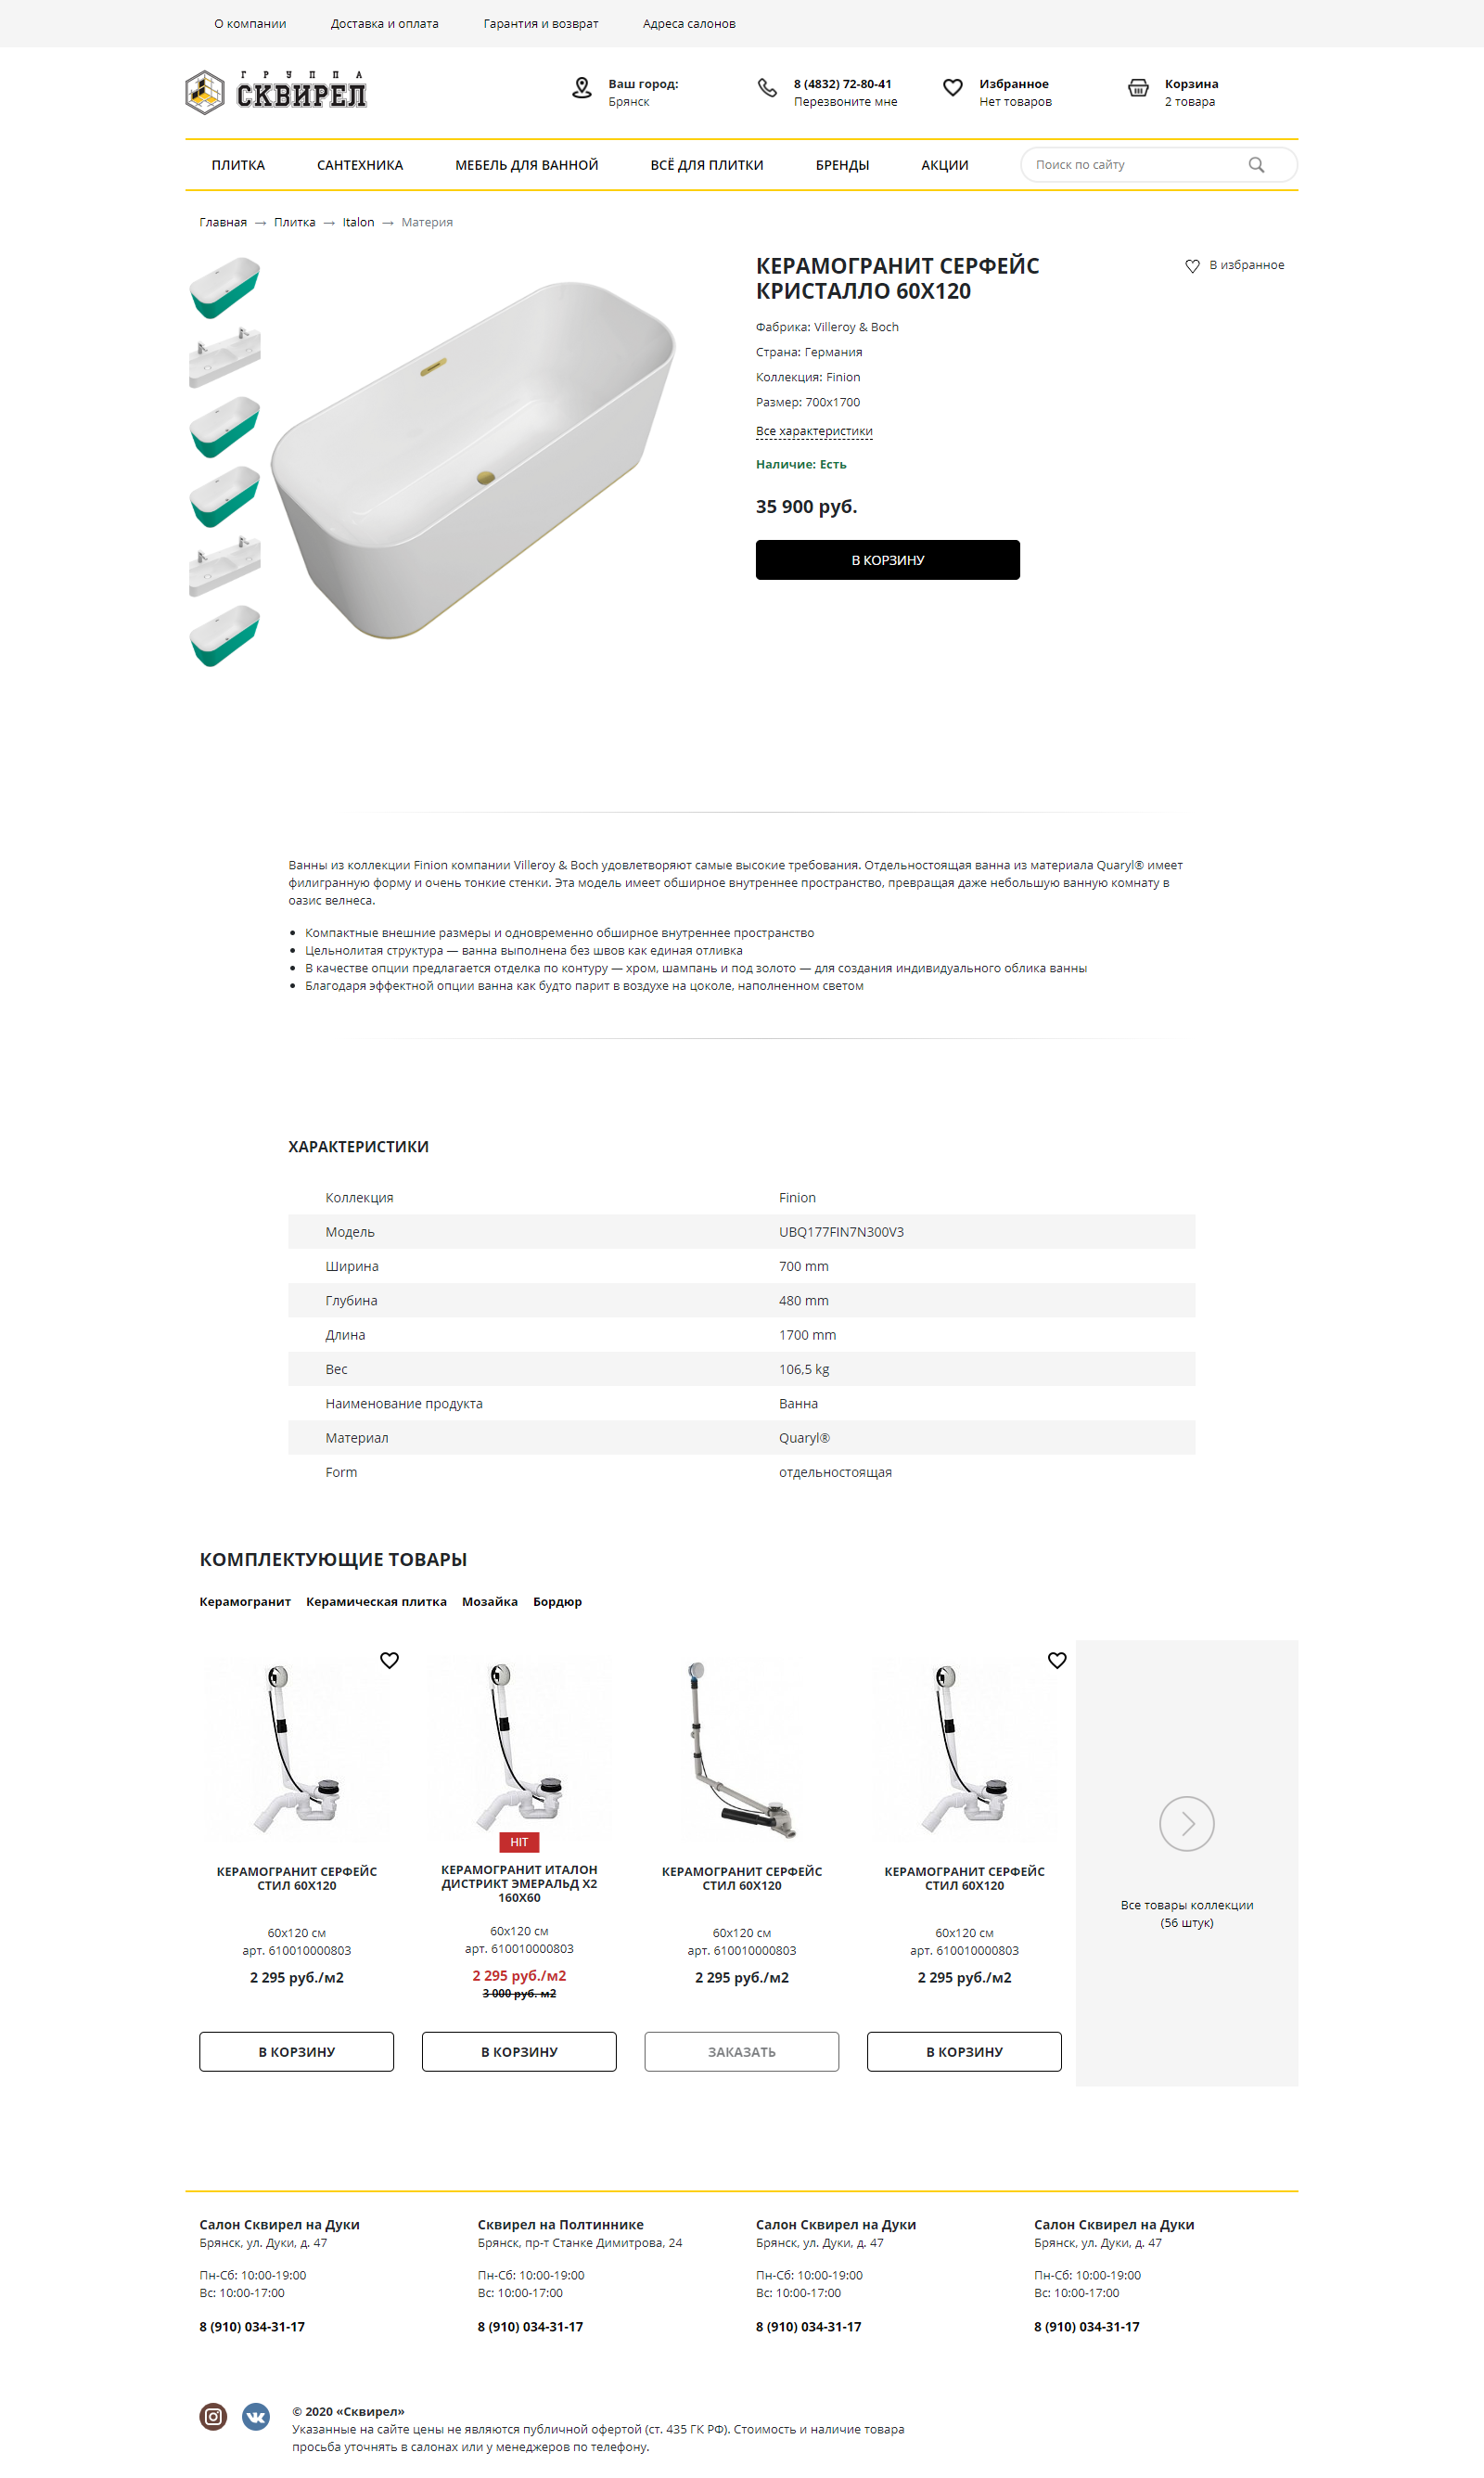 О компании
Доставка и оплата
Гарантия и возврат
Адреса салонов
ГРУППА
СКВИРЕЛ
Ваш город:
Брянск
8 (4832) 72-80-41
Перезвоните мне
Избранное
Нет товаров
Корзина
2 товара
ПЛИТКА
САНТЕХНИКА
МЕБЕЛЬ ДЛЯ ВАННОЙ
ВСЁ ДЛЯ ПЛИТКИ
БРЕНДЫ
АКЦИИ
Поиск по сайту
Главная → Плитка → Italon → Материя
КЕРАМОГРАНИТ СЕРФЕЙС
КРИСТАЛЛО 60X120
В избранное
Фабрика: Villeroy & Boch
Страна: Германия
Коллекция: Finion
Размер: 700x1700
Все характеристики
Наличие: Есть
35 900 руб.
В КОРЗИНУ
Ванны из коллекции Finion компании Villeroy & Boch удовлетворяют самые высокие требования. Отдельностоящая ванна из материала Quaryl® имеет
филигранную форму и очень тонкие стенки. Эта модель имеет обширное внутреннее пространство, превращая даже небольшую ванную комнату в
оазис велнеса.
• Компактные внешние размеры и одновременно обширное внутреннее пространство
• Цельнолитая структура — ванна выполнена без швов как единая отливка
• В качестве опции предлагается отделка по контуру — хром, шампань и под золото — для создания индивидуального облика ванны
• Благодаря эффектной опции ванна как будто парит в воздухе на цоколе, наполненном светом
ХАРАКТЕРИСТИКИ
Коллекция Finion
Модель UBQ177FIN7N300V3
Ширина 700 mm
Глубина 480 mm
Длина 1700 mm
Вес 106,5 kg
Наименование продукта Ванна
Материал Quaryl®
Form отдельностоящая
КОМПЛЕКТУЮЩИЕ ТОВАРЫ
Керамогранит Керамическая плитка Мозайка Бордюр
КЕРАМОГРАНИТ СЕРФЕЙС
СТИЛ 60X120
60x120 см
арт. 610010000803
2 295 руб./м2
В КОРЗИНУ
HIT
КЕРАМОГРАНИТ ИТАЛОН
ДИСТРИКТ ЭМЕРАЛЬД X2
160X60
60x120 см
арт. 610010000803
2 295 руб./м2
3 000 руб. м2
В КОРЗИНУ
КЕРАМОГРАНИТ СЕРФЕЙС
СТИЛ 60X120
60x120 см
арт. 610010000803
2 295 руб./м2
ЗАКАЗАТЬ
КЕРАМОГРАНИТ СЕРФЕЙС
СТИЛ 60X120
60x120 см
арт. 610010000803
2 295 руб./м2
В КОРЗИНУ
Все товары коллекции
(56 штук)
Салон Сквирел на Дуки
Брянск, ул. Дуки, д. 47
Пн-Сб: 10:00-19:00
Вс: 10:00-17:00
8 (910) 034-31-17
Сквирел на Полтиннике
Брянск, пр-т Станке Димитрова, 24
Пн-Сб: 10:00-19:00
Вс: 10:00-17:00
8 (910) 034-31-17
Салон Сквирел на Дуки
Брянск, ул. Дуки, д. 47
Пн-Сб: 10:00-19:00
Вс: 10:00-17:00
8 (910) 034-31-17
Салон Сквирел на Дуки
Брянск, ул. Дуки, д. 47
Пн-Сб: 10:00-19:00
Вс: 10:00-17:00
8 (910) 034-31-17
© 2020 «Сквирел»
Указанные на сайте цены не являются публичной офертой (ст. 435 ГК РФ). Стоимость и наличие товара
просьба уточнять в салонах или у менеджеров по телефону.